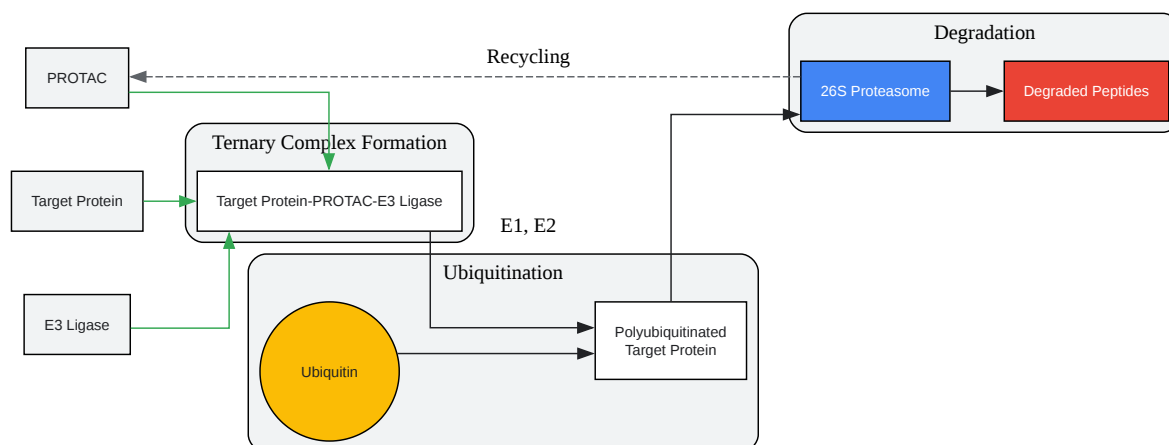 Degradation
Recycling
PROTAC
26S Proteasome
Degraded Peptides
Ternary Complex Formation
Target Protein
Target Protein-PROTAC-E3 Ligase
E1, E2
Ubiquitination
E3 Ligase
Polyubiquitinated
Target Protein
Ubiquitin